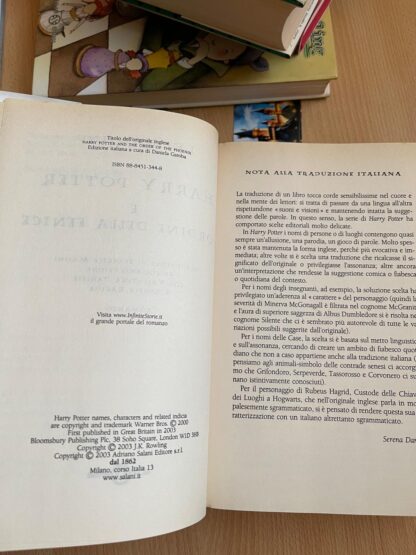 Titolo dell'originale inglese
HARRY POTTER AND THE ORDER OF THE PHOENIX
Edizione italiana a cura di Daniela Gamba
ISBN 88-8451-344-8
Visita www.InfiniteStorie.it
il grande portale del romanzo
Harry Potter names, characters and related indicia
are copyright and trademark Warner Bros. © 2000
First published in Great Britain in 2003
Bloomsbury Publishing Plc, 38 Soho Square, London W1D 3HB
Copyright © 2003 J.K. Rowling
Copyright © 2003 Adriano Salani Editore s.r.l.
dal 1862
Milano, corso Italia 13
www.salani.it
NOTA ALLA TRADUZIONE ITALIANA
La traduzione di un libro tocca corde sensibilissime nel cuore e
nella mente dei lettori: si tratta di passare da una lingua all'altra
rispettandone « suoni e visioni » e mantenendo intatta la sugge-
stione delle parole. In questo senso, la serie di Harry Potter ha
comportato scelte editoriali molto delicate.
In Harry Potter i nomi di persone o di luoghi contengono quasi
sempre un'allusione, una parodia, un gioco di parole. Molto spes-
so è stata mantenuta la forma inglese, perché più evocativa e im-
mediata; altre volte si è scelta una traduzione che ricalcasse il si-
gnificato dell'originale o privilegiasse l'assonanza; altre ancora
un'interpretazione che rendesse la suggestione comica o fiabesca
o quotidiana del contesto.
Per i nomi degli insegnanti, ad esempio, la soluzione scelta ha
privilegiato un'aderenza al « carattere » del personaggio (quindi la
severità di Minerva McGonagall è filtrata nel cognome McGranitt
e l'aura di superiore saggezza di Albus Dumbledore si è risolta nel
cognome Silente che ci è sembrato più autorevole di tutte le va-
riazioni possibili suggerite dall'originale).
Per i nomi delle Case, la scelta si è basata sul metro linguistico
e sull'assonanza, cercando di creare un ambito fiabesco quoti-
diano che non a caso appartiene anche alla tradizione italiana (
pensino agli animali-simbolo delle contrade senesi a cui
mo che Grifondoro, Serpeverde, Tassorosso e Corvonero si
nano istintivamente conosciuti).
Per il personaggio di Rubeus Hagrid, Custode delle Chiavi
dei Luoghi a Hogwarts, che nell'originale inglese parla in mo
palesemente sgrammaticato, si è pensato di rendere questa sua
ratterizzazione con un italiano altrettanto sgrammaticato.
Serena